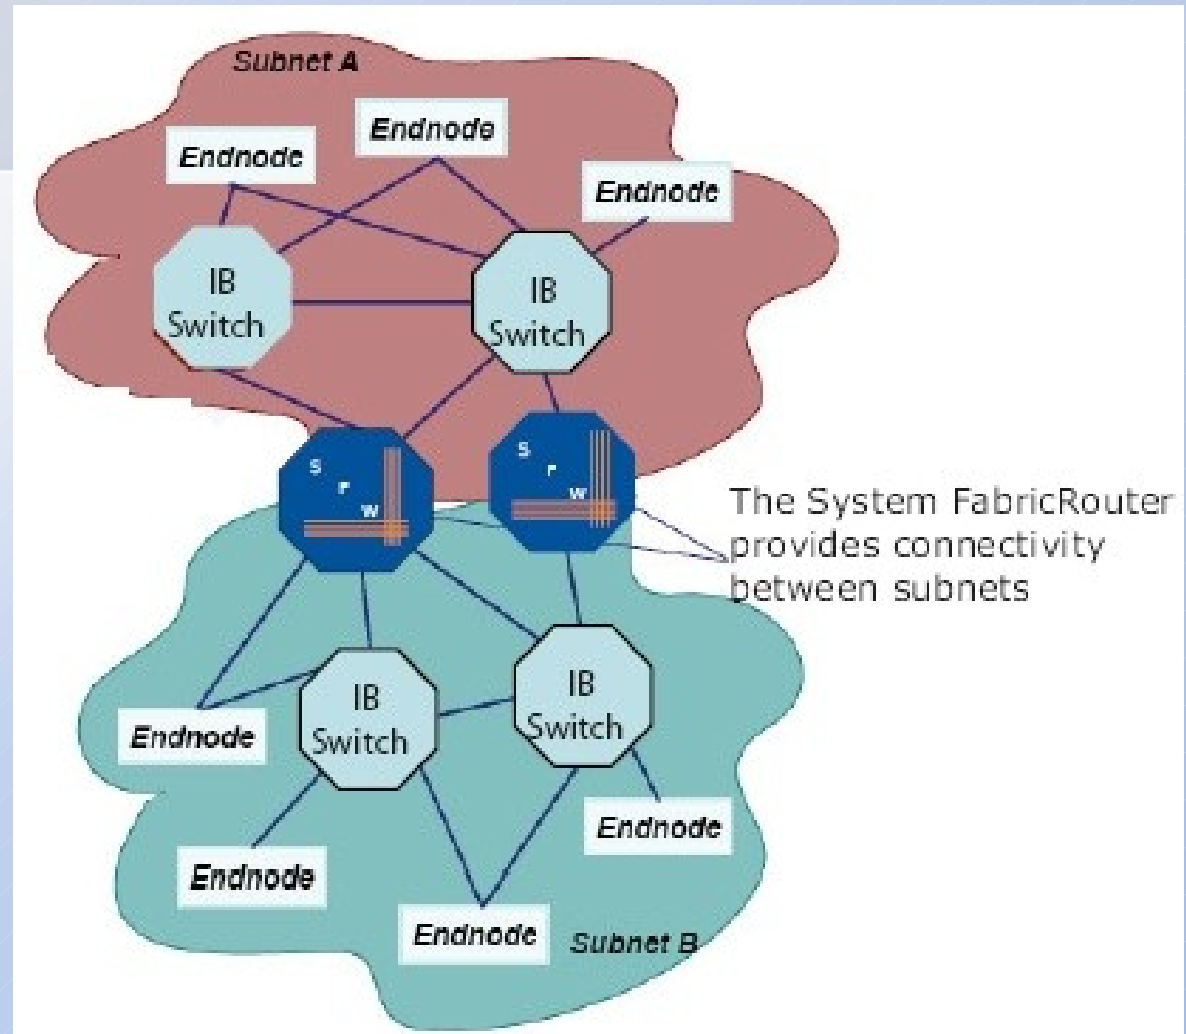 Subnet A
Endnode
Endnode
Endnode
IB
Switch
IB
Switch
S
r
w
S
r
w
The System FabricRouter
provides connectivity
between subnets
IB
Switch
IB
Switch
Endnode
Endnode
Endnode
Endnode
Subnet B